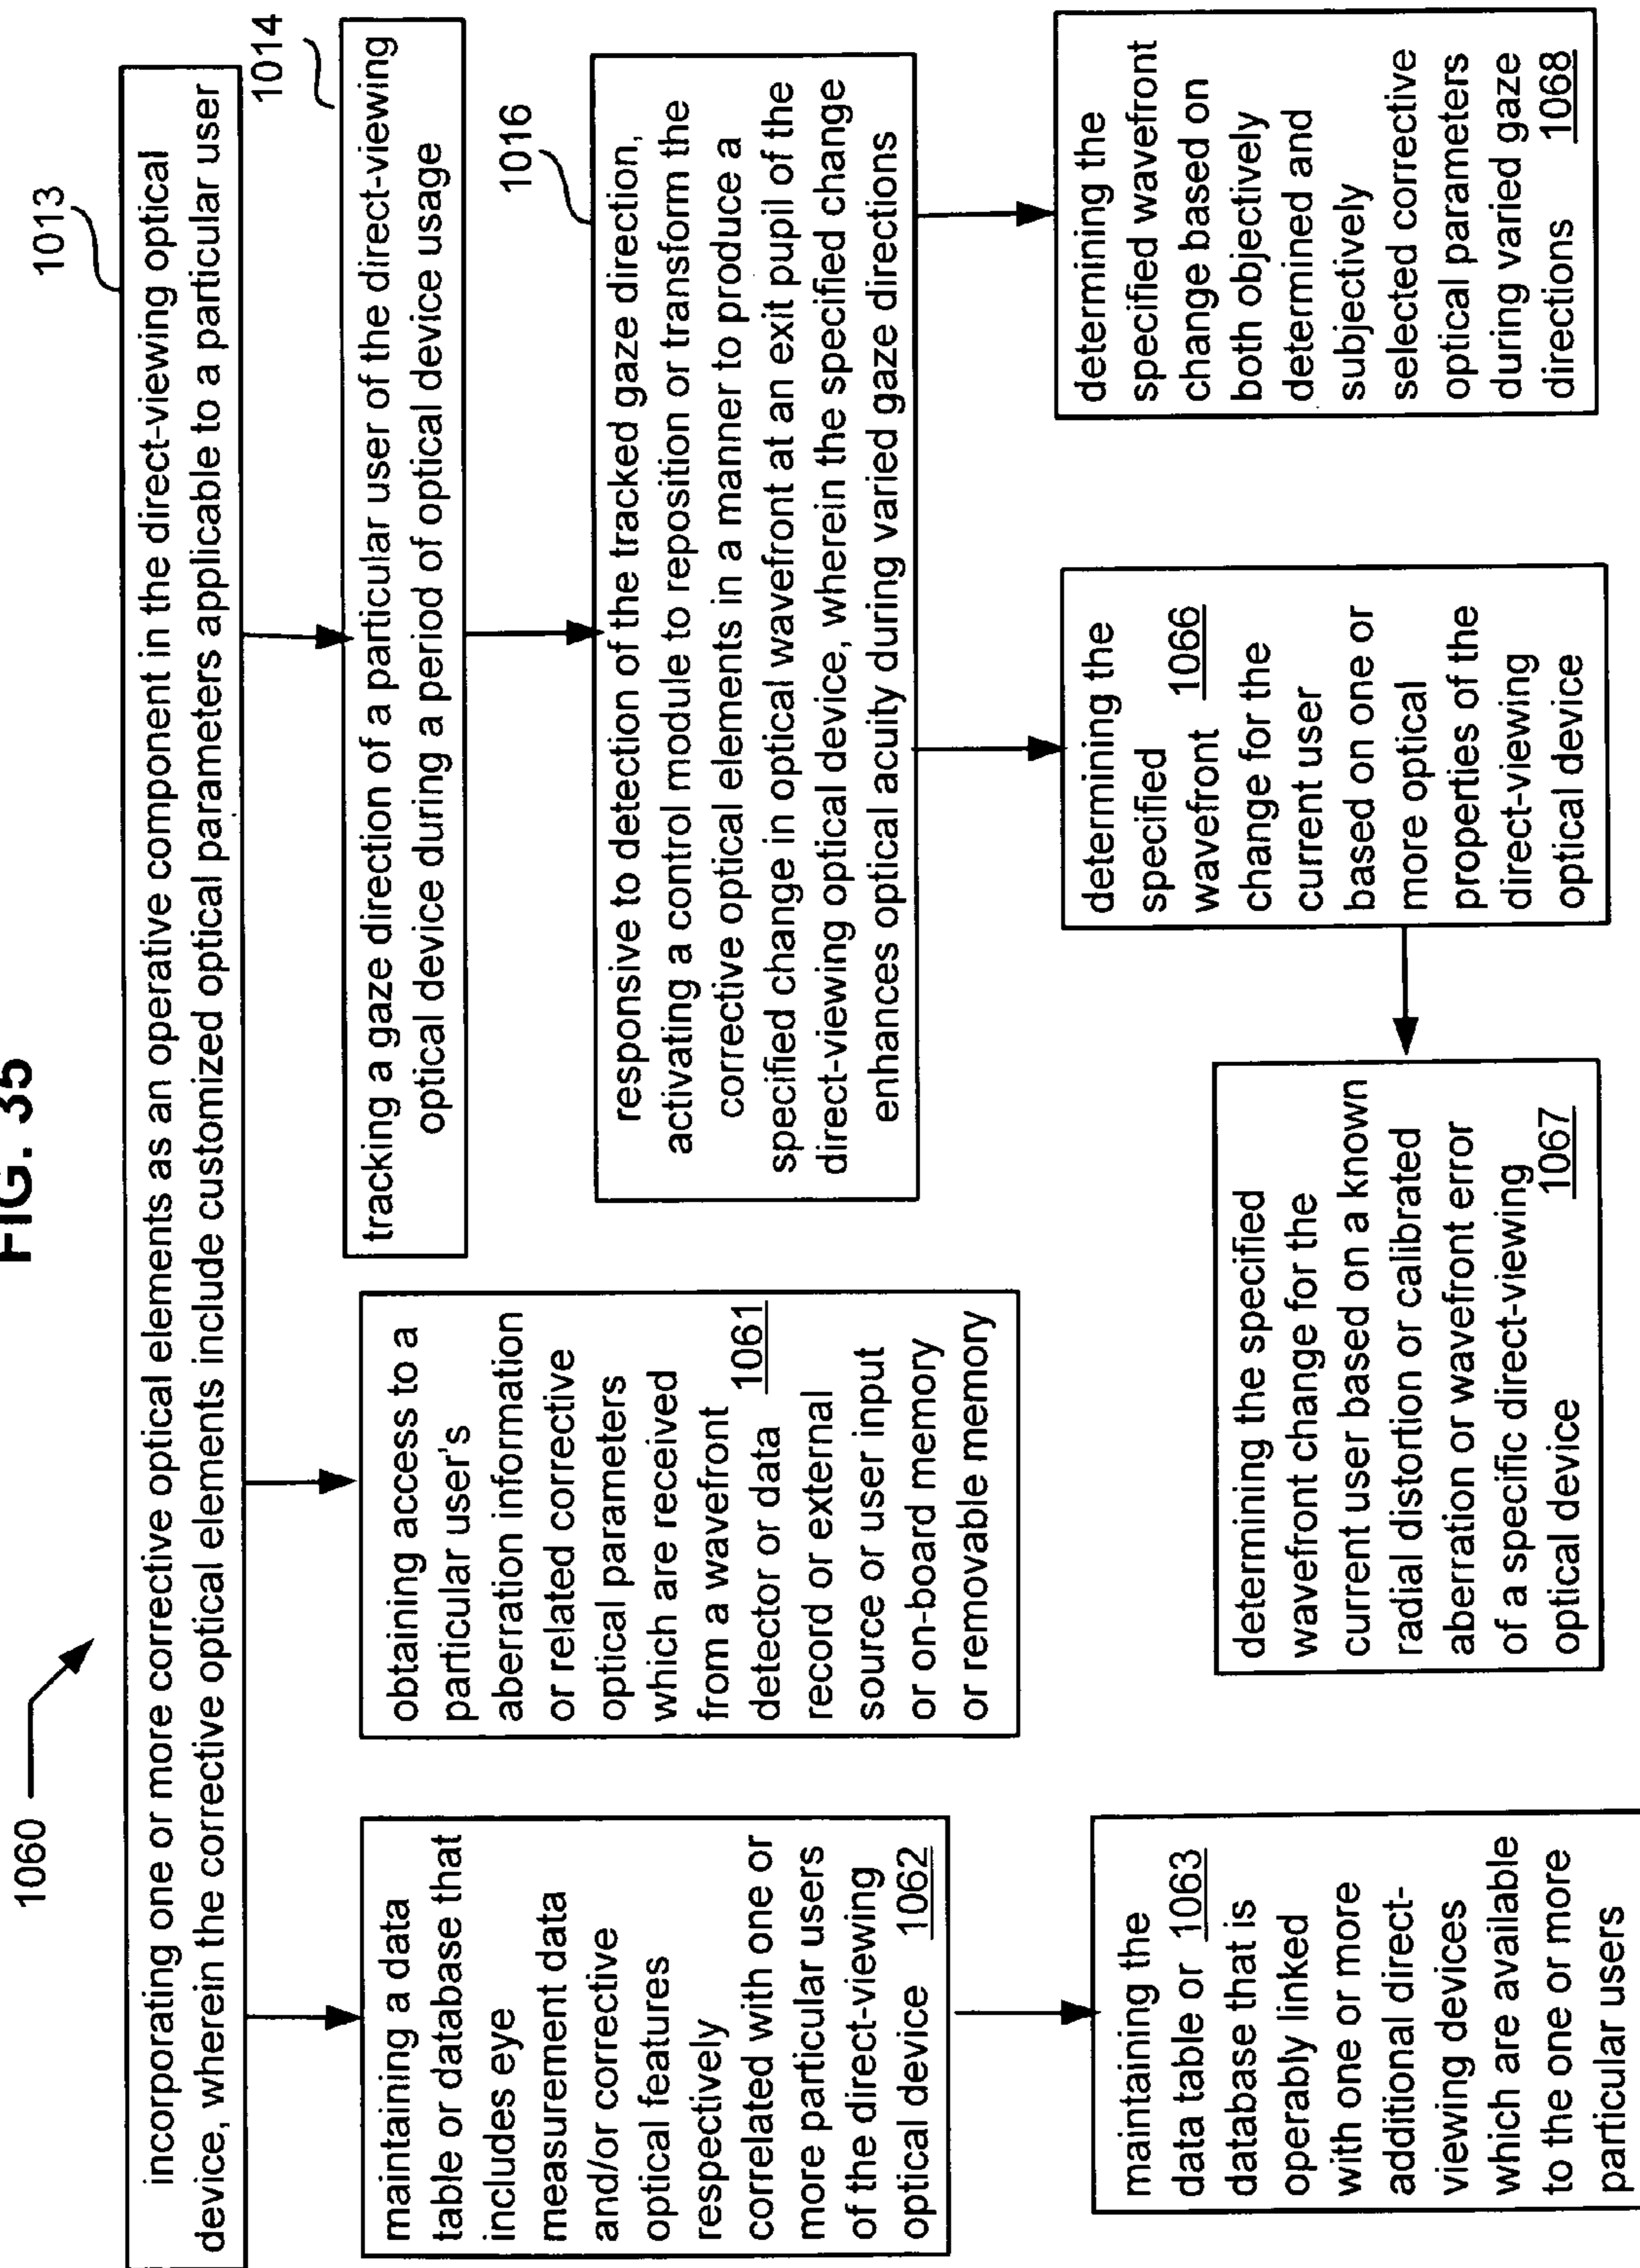 FIG. 35
1060
1013
incorporating one or more corrective optical elements as an operative component in the direct-viewing optical
device, wherein the corrective optical elements include customized optical parameters applicable to a particular user
1014
tracking a gaze direction of a particular user of the direct-viewing
optical device during a period of optical device usage
1016
responsive to detection of the tracked gaze direction,
activating a control module to reposition or transform the
corrective optical elements in a manner to produce a
specified change in optical wavefront at an exit pupil of the
direct-viewing optical device, wherein the specified change
enhances optical acuity during varied gaze directions
maintaining a data
table or database that
includes eye
measurement data
and/or corrective
optical features
respectively
correlated with one or
more particular users
of the direct-viewing
optical device 1062
obtaining access to a
particular user's
aberration information
or related corrective
optical parameters
which are received
from a wavefront
detector or data 1061
record or external
source or user input
or on-board memory
or removable memory
maintaining the
data table or 1063
database that is
operably linked
with one or more
additional direct-
viewing devices
which are available
to the one or more
particular users
determining the specified
wavefront change for the
current user based on a known
radial distortion or calibrated
aberration or wavefront error
of a specific direct-viewing
optical device 1067
determining the
specified
wavefront 1066
change for the
current user
based on one or
more optical
properties of the
direct-viewing
optical device
determining the
specified wavefront
change based on
both objectively
determined and
subjectively
selected corrective
optical parameters
during varied gaze
directions 1068